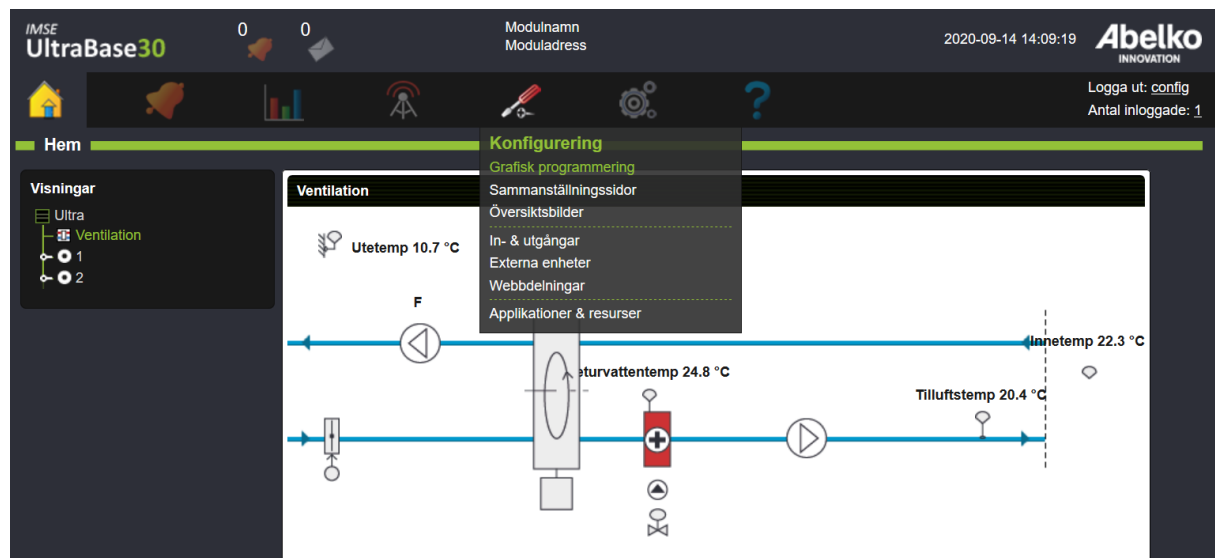 IMSE
UltraBase30
0
0
Modulnamn
Moduladress
2020-09-14 14:09:19
Abelko
INNOVATION
Logga ut: config
Antal inloggade: 1
Hem
Konfigurering
Grafisk programmering
Sammanställningssidor
Översiktsbilder
In- & utgångar
Externa enheter
Webbdelningar
Applikationer & resurser
Visningar
Ultra
Ventilation
1
2
Ventilation
Utetemp 10.7 °C
F
Innetemp 22.3 °C
eturvattentemp 24.8 °C
Tilluftstemp 20.4 °C